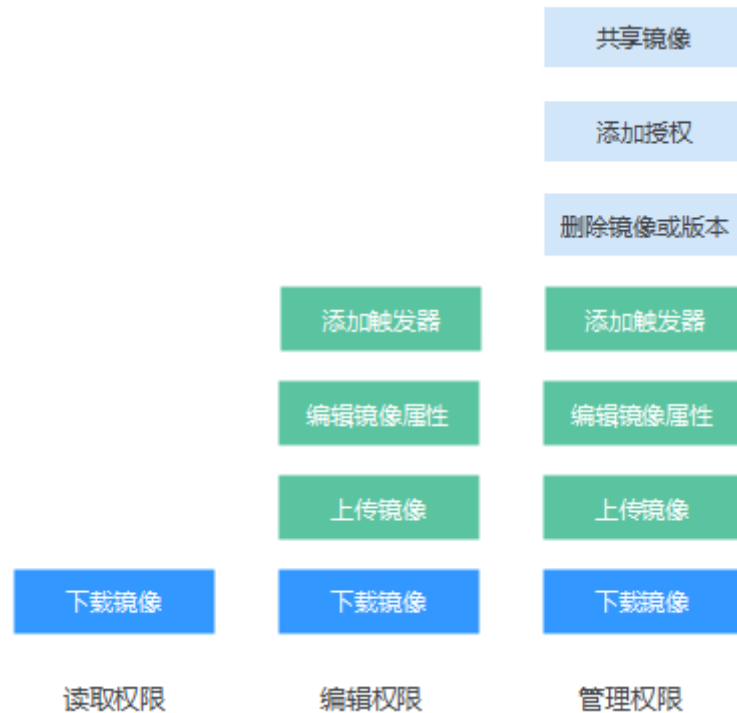 共享镜像
添加授权
删除镜像或版本
添加触发器
添加触发器
编辑镜像属性
编辑镜像属性
上传镜像
上传镜像
下载镜像
下载镜像
下载镜像
读取权限
编辑权限
管理权限